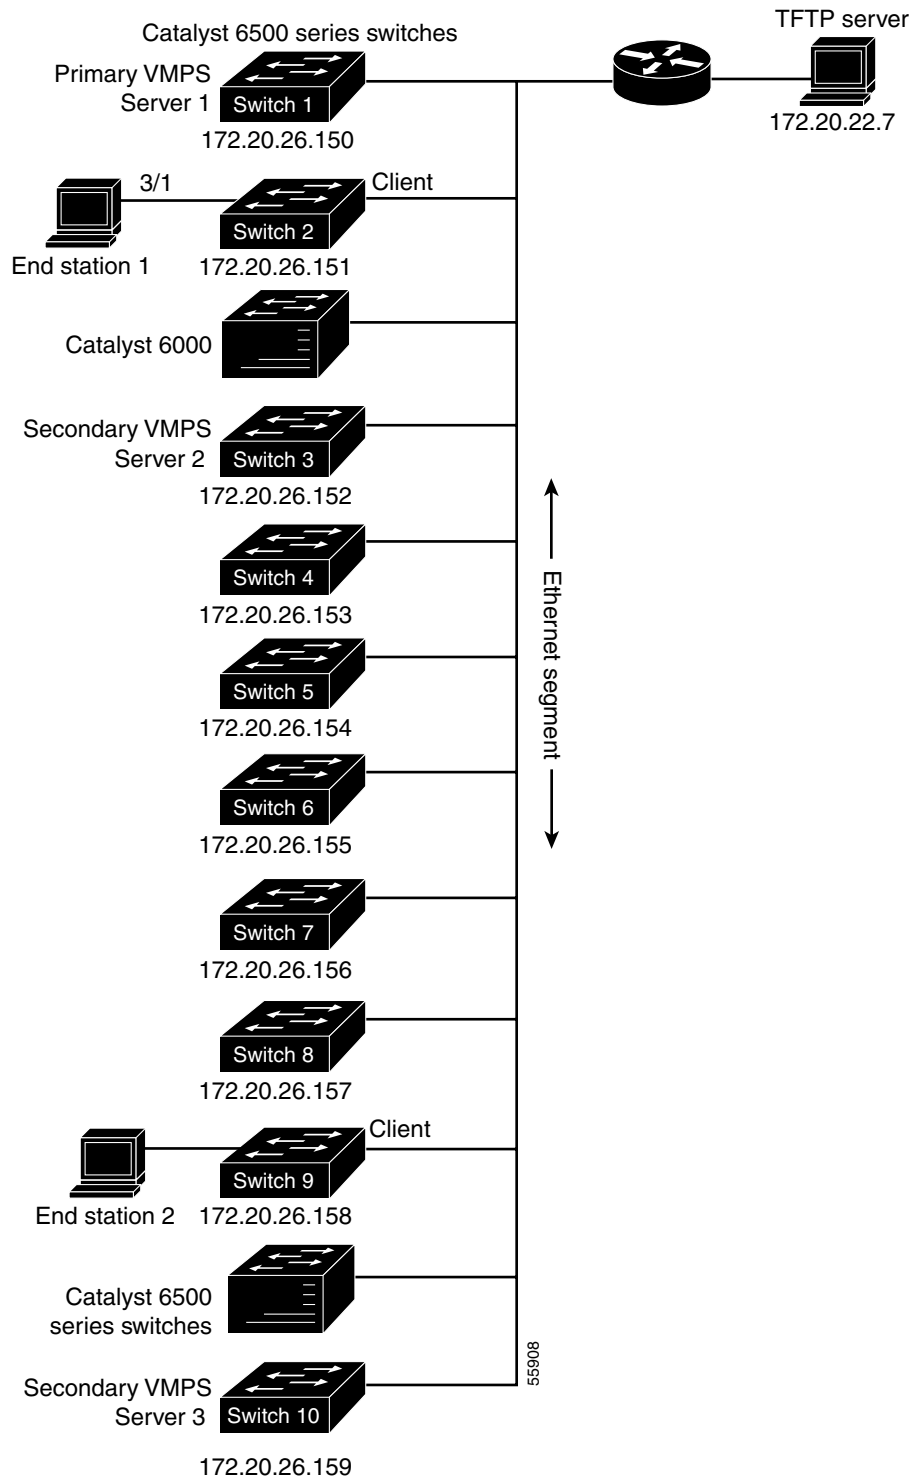 TFTP server
Catalyst 6500 series switches
Primary VMPS
Server 1
Switch 1
172.20.26.150
172.20.22.7
3/1
Client
Switch 2
End station 1
172.20.26.151
Catalyst 6000
Secondary VMPS
Server 2
Switch 3
172.20.26.152
Switch 4
172.20.26.153
Ethernet segment
Switch 5
172.20.26.154
Switch 6
172.20.26.155
Switch 7
172.20.26.156
Switch 8
172.20.26.157
Client
Switch 9
End station 2
172.20.26.158
Catalyst 6500
series switches
55908
Secondary VMPS
Server 3
Switch 10
172.20.26.159